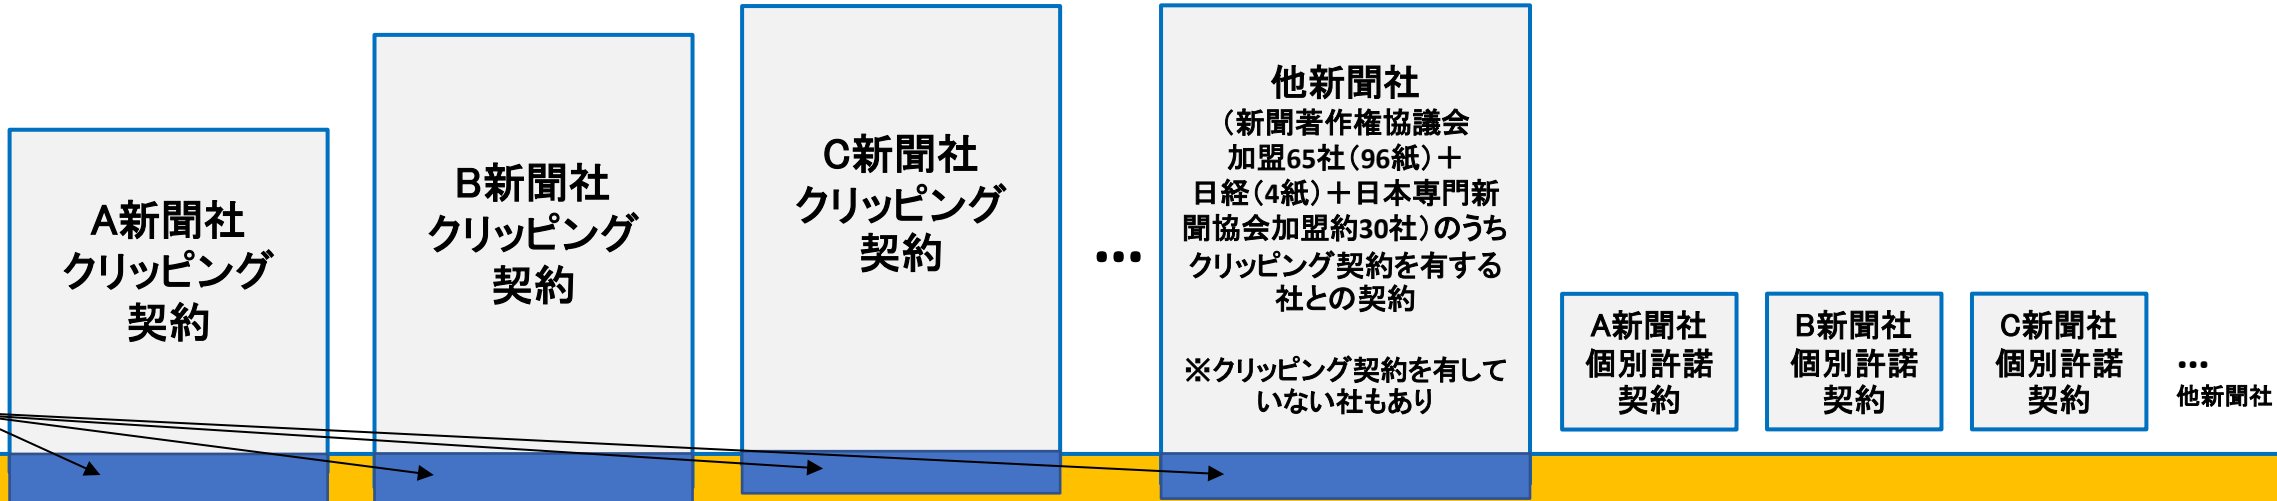 A新聞社
クリッピング
契約
B新聞社
クリッピング
契約
C新聞社
クリッピング
契約
…
他新聞社
（新聞著作権協議会
加盟65社（96紙）＋
日経（4紙）＋日本専門新
聞協会加盟約30社）のうち
クリッピング契約を有する
社との契約
※クリッピング契約を有して
いない社もあり
A新聞社
個別許諾
契約
B新聞社
個別許諾
契約
C新聞社
個別許諾
契約
…
他新聞社